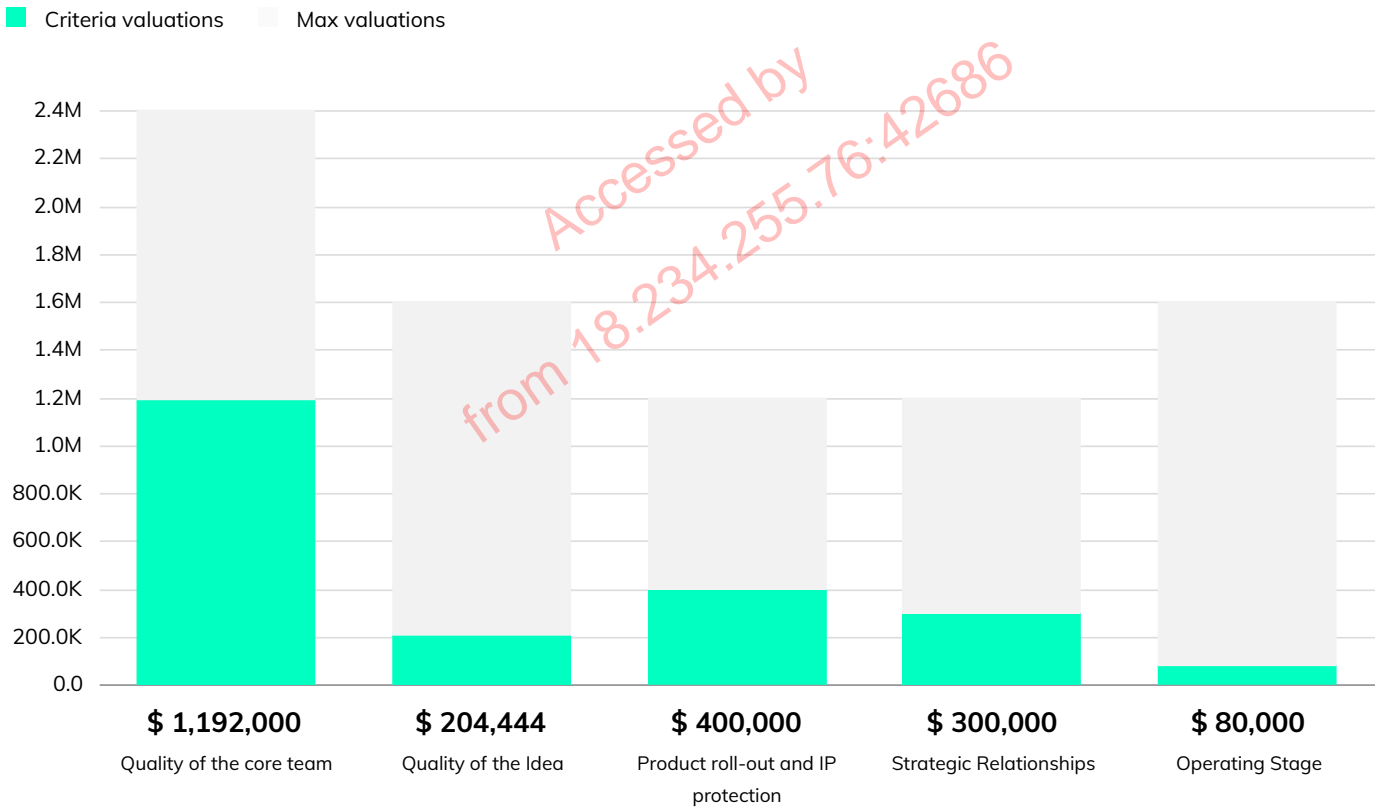 Criteria valuations
Max valuations
Accessed by
from 18.234.255.76:42686
2.4M
2.2M
2.0M
1.8M
1.6M
1.4M
1.2M
1.0M
800.0K
600.0K
400.0K
200.0K
0.0
$ 1,192,000
Quality of the core team
$ 204,444
Quality of the Idea
$ 400,000
Product roll-out and IP
protection
$ 300,000
Strategic Relationships
$ 80,000
Operating Stage